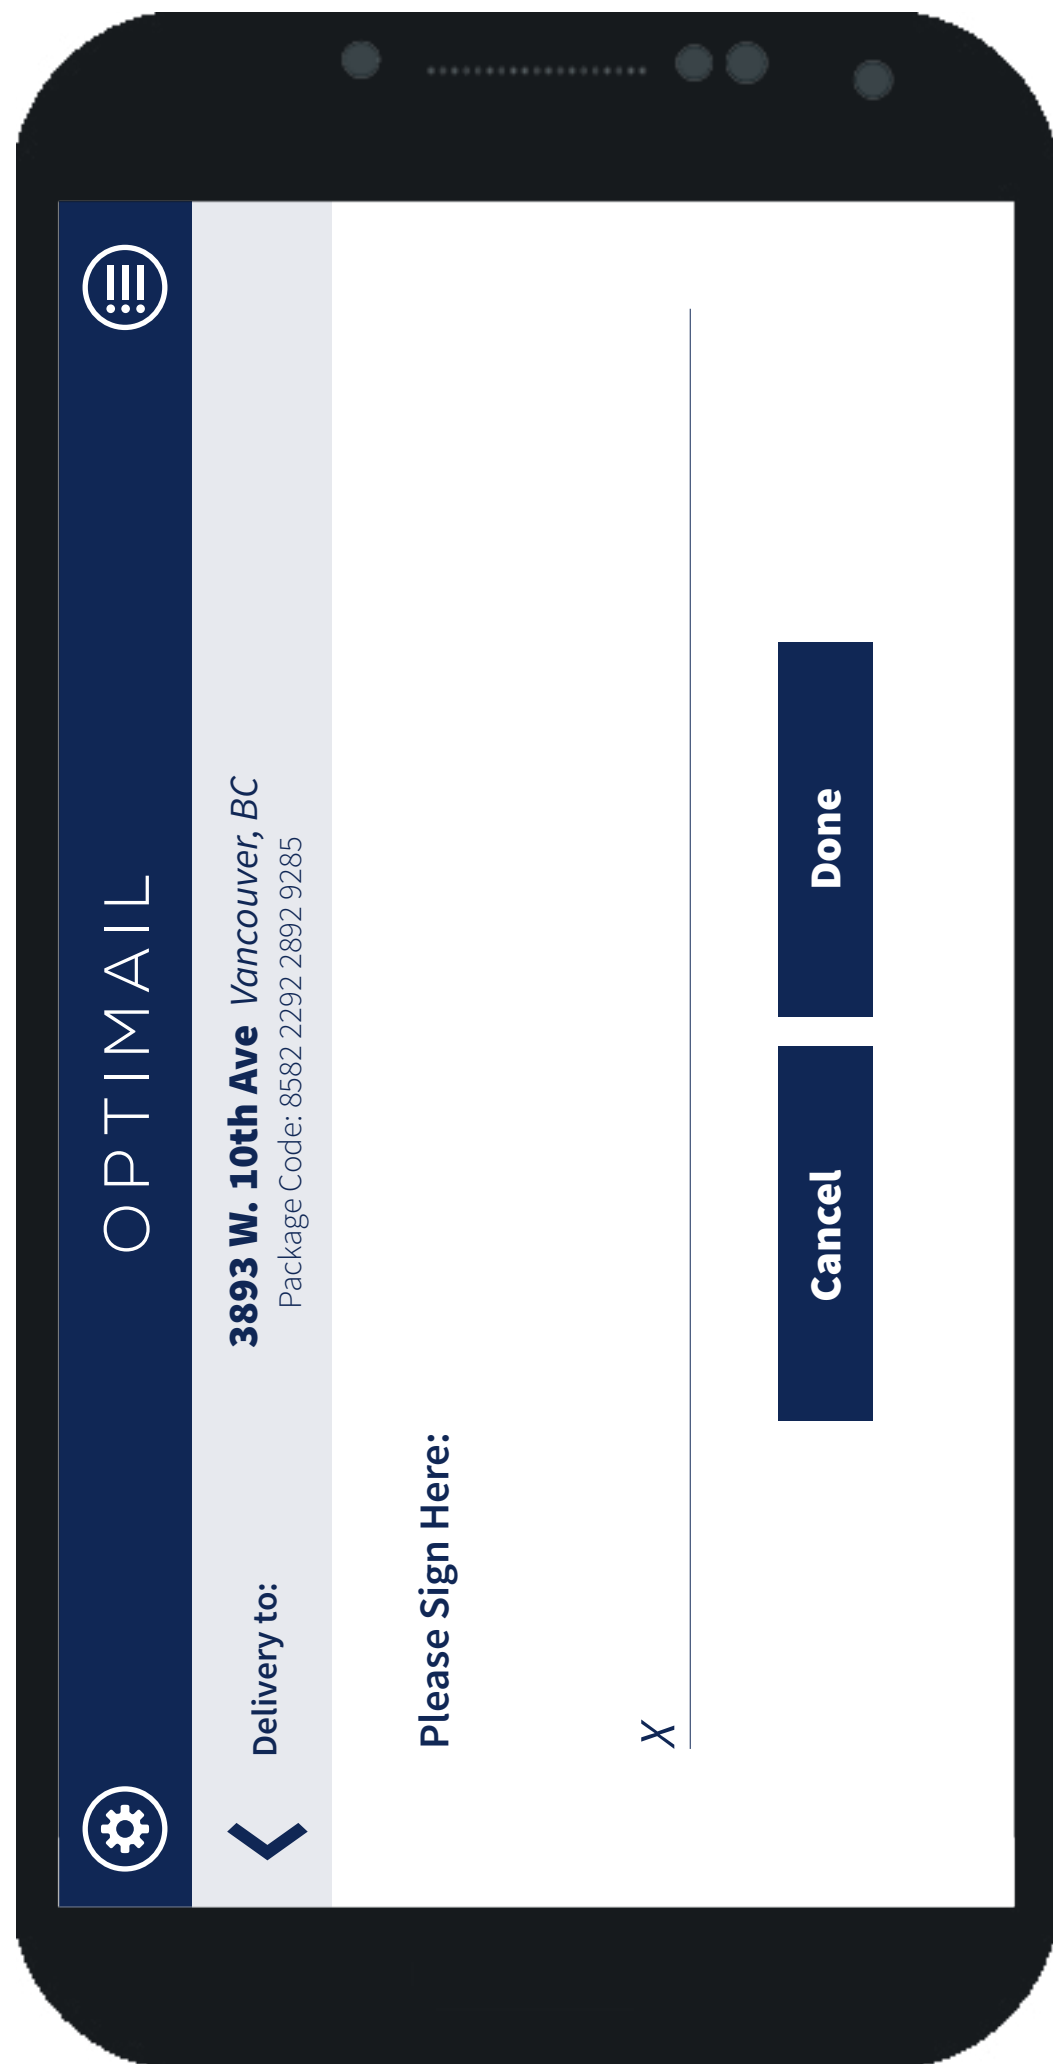 OPTIMAIL
Delivery to:
3893 W. 10th Ave Vancouver, BC
Package Code: 8582 2292 2892 9285
Please Sign Here:
X
Cancel
Done